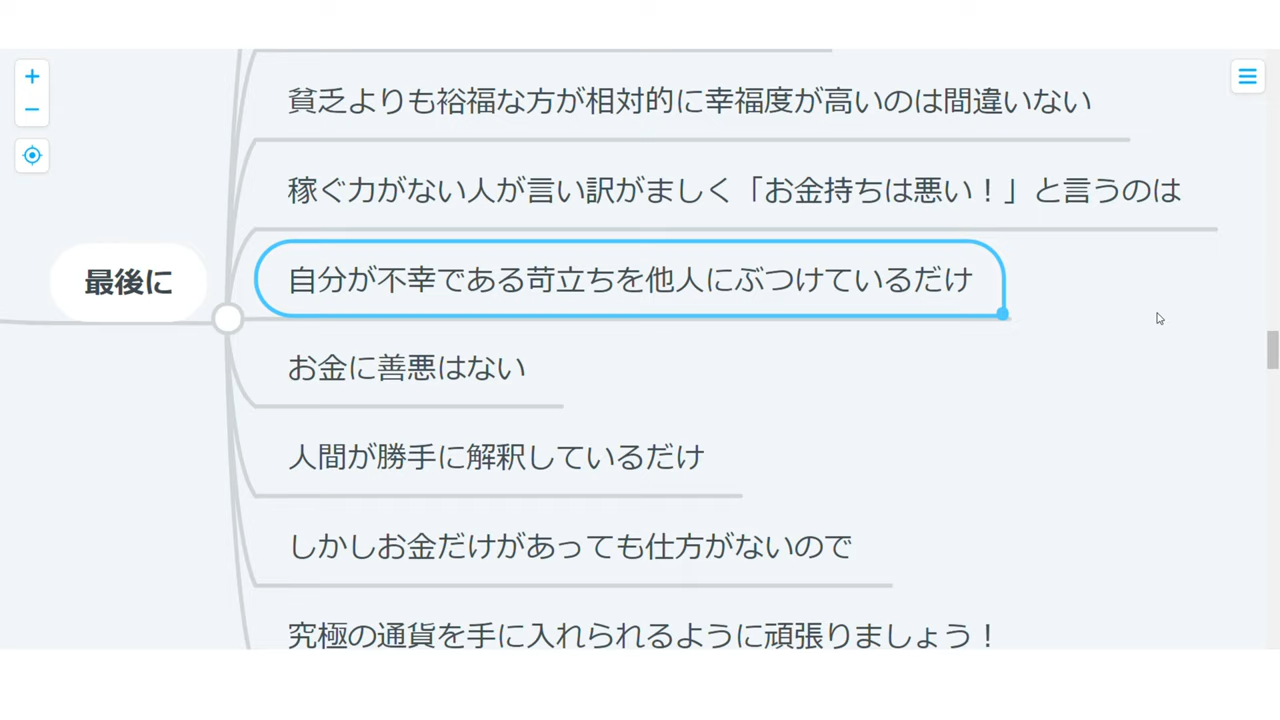 貧乏よりも裕福な方が相対的に幸福度が高いのは間違いない
稼ぐ力がない人が言い訳がましく「お金持ちは悪い！」と言うのは
最後に
自分が不幸である苛立ちを他人にぶつけているだけ
お金に善悪はない
人間が勝手に解釈しているだけ
しかしお金だけがあっても仕方がないので
究極の通貨を手に入れられるように頑張りましょう！